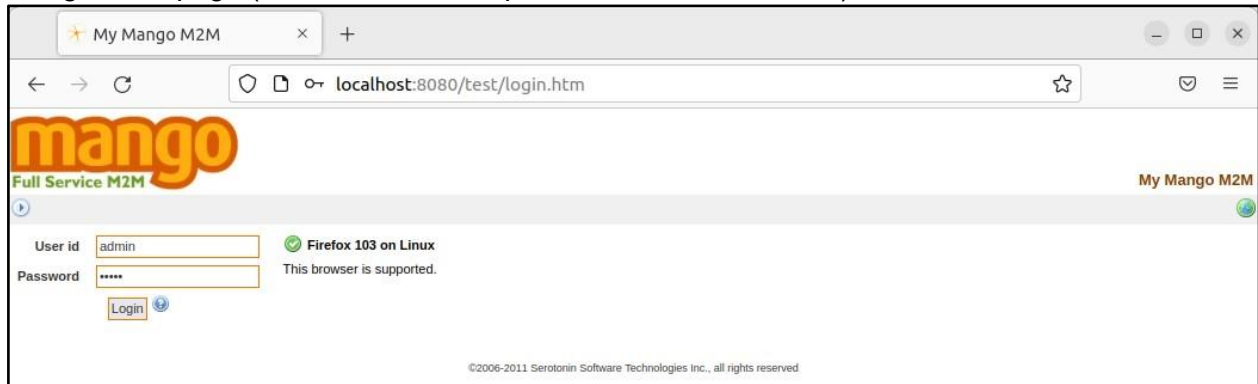 My Mango M2M
localhost:8080/test/login.htm
mango
Full Service M2M
My Mango M2M
User id admin
Firefox 103 on Linux
Password •••••
This browser is supported.
Login
©2006-2011 Serotonin Software Technologies Inc., all rights reserved